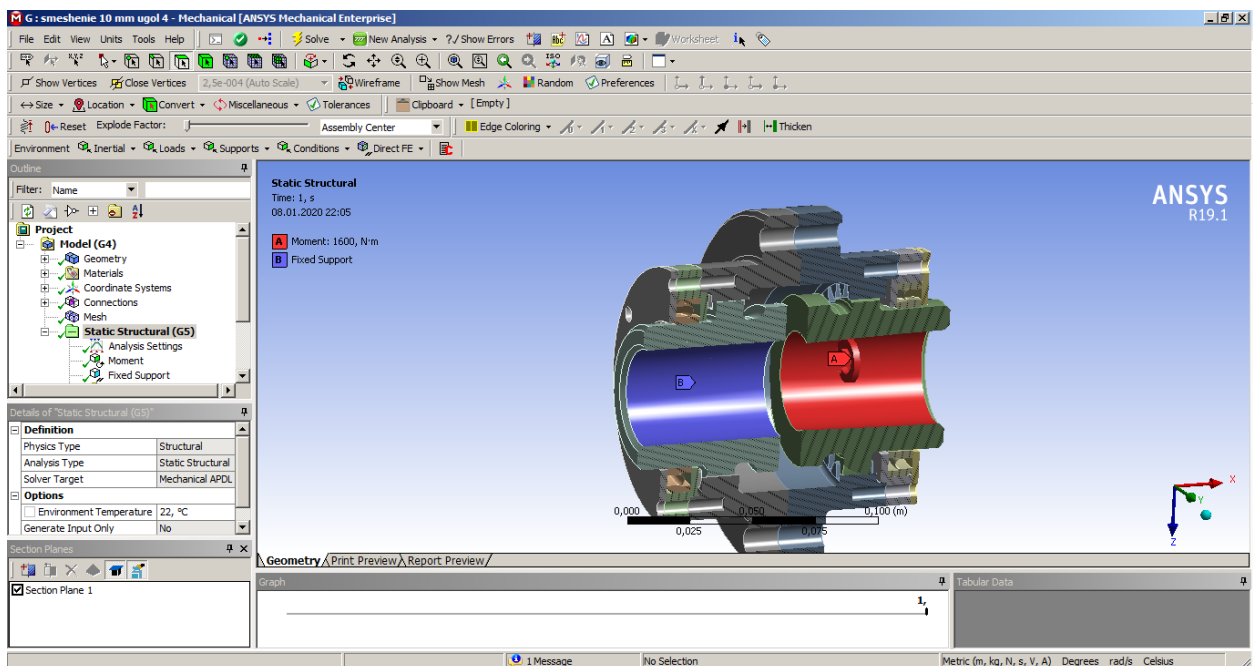 G : smeshenie 10 mm ugol 4 - Mechanical [ANSYS Mechanical Enterprise]
File Edit View Units Tools Help Solve New Analysis ?/ Show Errors A Worksheet
ISO
Show Vertices Close Vertices 2,5e-004 (Auto Scale) Wireframe Show Mesh Random Preferences
Size Location Convert Miscellaneous Tolerances Clipboard [Empty]
Reset Explode Factor: Assembly Center Edge Coloring Thicken
Environment Inertial Loads Supports Conditions Direct FE
Outline
Filter: Name
Project
Model (G4)
Geometry
Materials
Coordinate Systems
Connections
Mesh
Static Structural (G5)
Analysis Settings
Moment
Fixed Support
Details of "Static Structural (G5)"
Definition
Physics Type Structural
Analysis Type Static Structural
Solver Target Mechanical APDL
Options
Environment Temperature 22, °C
Generate Input Only No
Section Planes
Section Plane 1
Static Structural
Time: 1, s
08.01.2020 22:05
A Moment: 1600, N·m
B Fixed Support
ANSYS
R19.1
A
B
0,000 0,050 0,100 (m)
0,025 0,075
X
Y
Z
Geometry Print Preview Report Preview
Graph
1,
Tabular Data
1 Message No Selection Metric (m, kg, N, s, V, A) Degrees rad/s Celsius